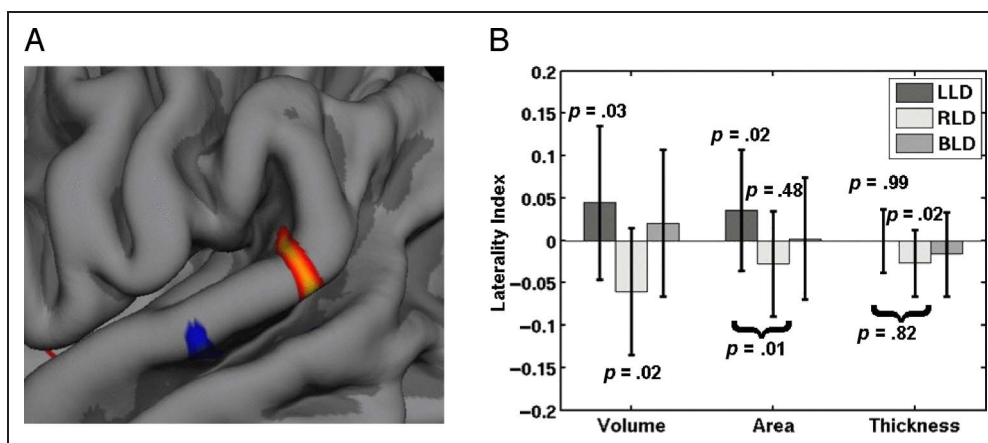 A
B
Laterality Index
0.2
0.15
0.1
0.05
0
−0.05
−0.1
−0.15
−0.2
p = .03
p = .02
p = .02
p = .48
p = .01
p = .99
p = .02
p = .82
LLD
RLD
BLD
Volume
Area
Thickness